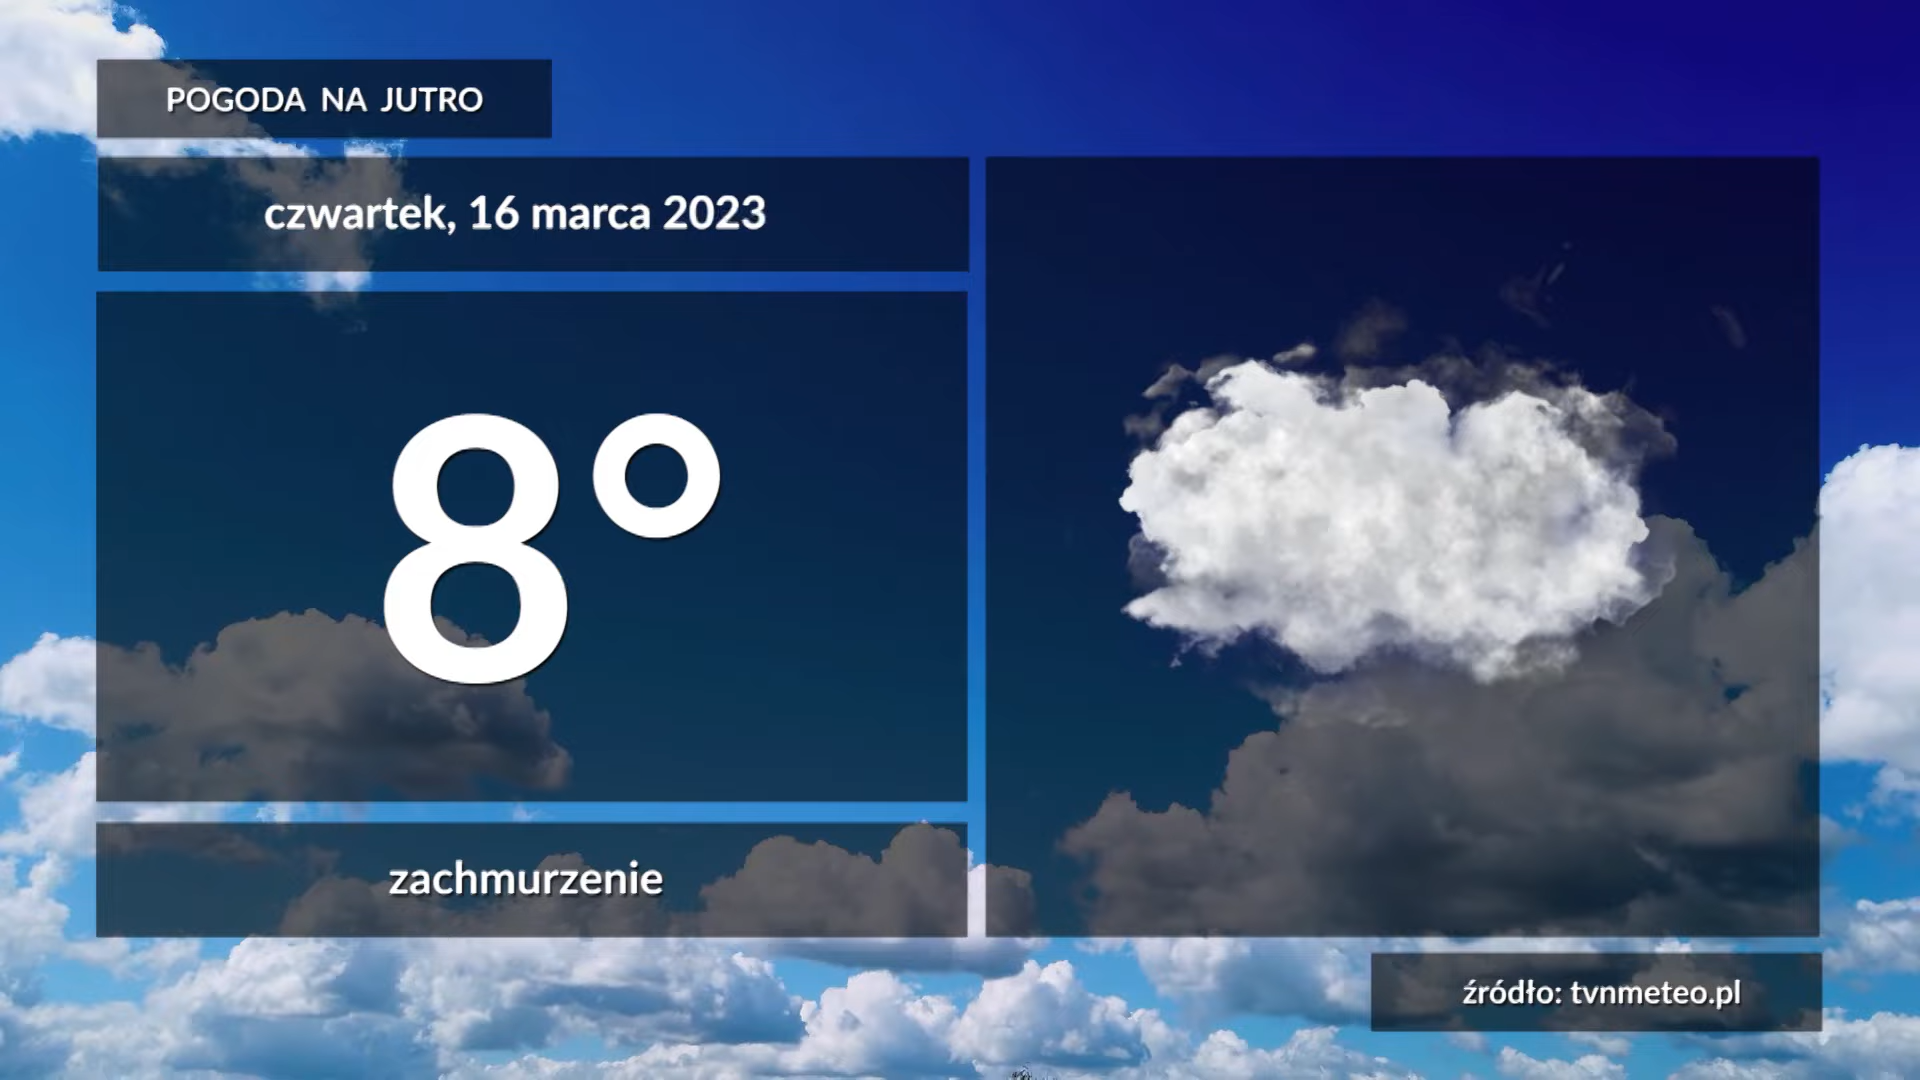 POGODA NA JUTRO
czwartek, 16 marca 2023
8°
zachmurzenie
źródło: tvnmeteo.pl